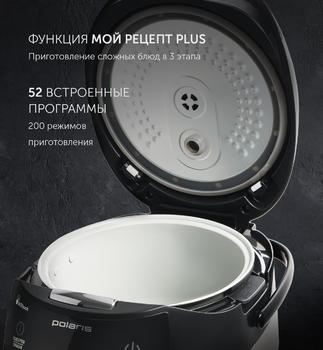 ФУНКЦИЯ МОЙ РЕЦЕПТ PLUS
Приготовление сложных блюд в 3 этапа
52 ВСТРОЕННЫЕ
ПРОГРАММЫ
200 режимов
приготовления
polaris